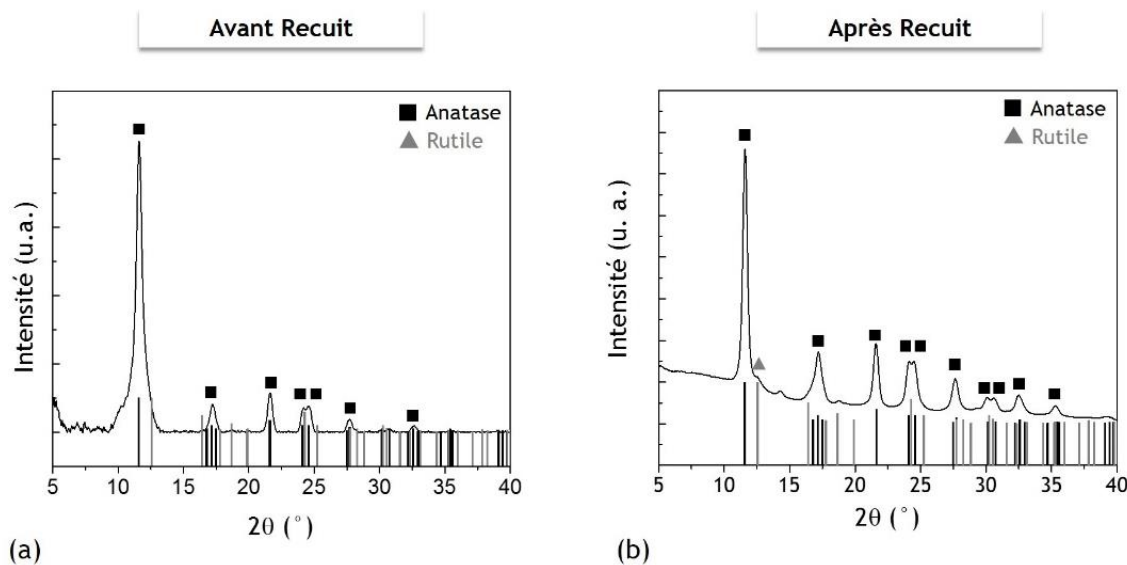 Avant Recuit
Après Recuit
■ Anatase
▲ Rutile
Intensité (u.a.)
5 10 15 20 25 30 35 40
2θ (°)
(a)
■ Anatase
▲ Rutile
Intensité (u. a.)
5 10 15 20 25 30 35 40
2θ (°)
(b)